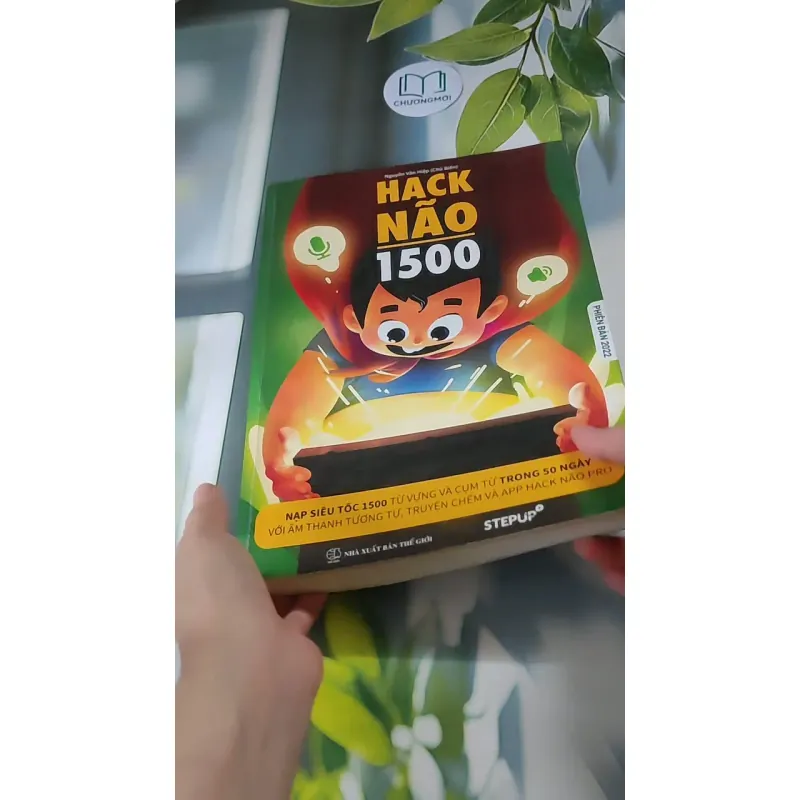 CHƯƠNGMỚI
Nguyễn Văn Hiệp (Chủ Biên)
HACK
NÃO
1500
PHIÊN BẢN 2022
NẠP SIÊU TỐC 1500 TỪ VỰNG VÀ CỤM TỪ TRONG 50 NGÀY
VỚI ÂM THANH TƯƠNG TỰ, TRUYỆN CHÊM VÀ APP HACK NÃO PRO
NHÀ XUẤT BẢN THẾ GIỚI
STEPUP